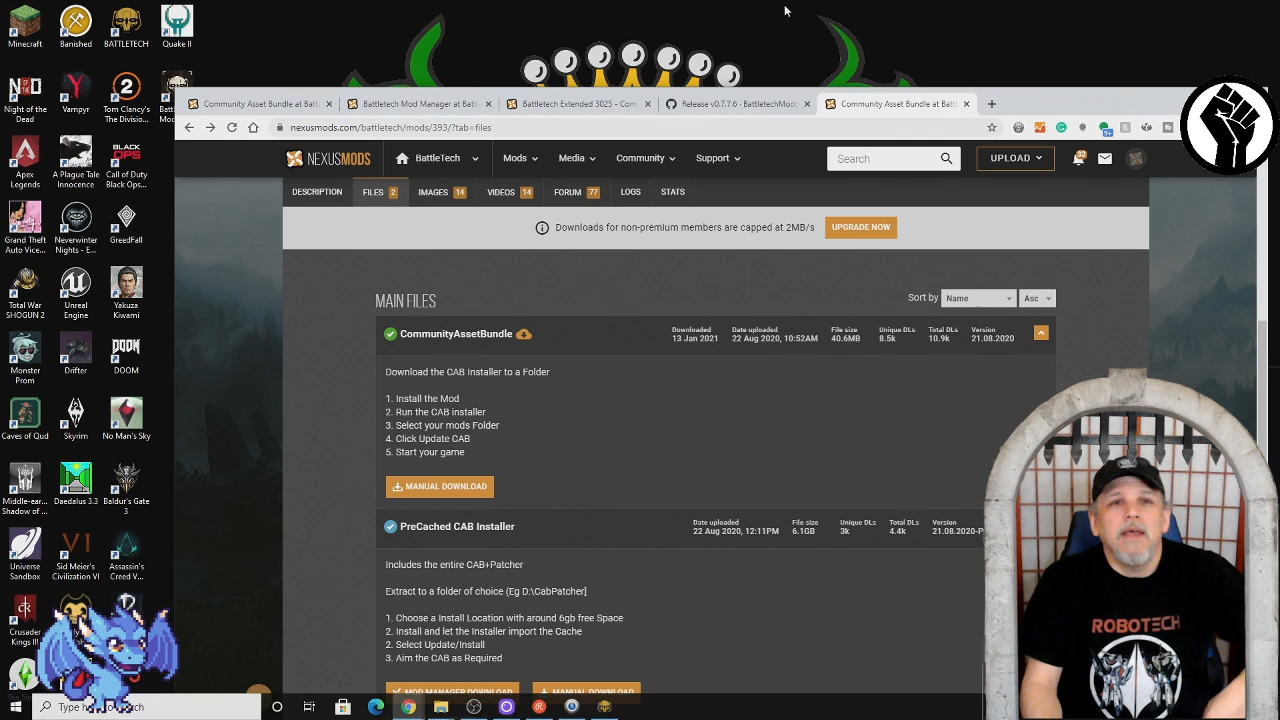 Minecraft
Banished
BATTLETECH
Quake II
Night of the Dead
Vampyr
Tom Clancy's The Division...
Apex Legends
A Plague Tale Innocence
Call of Duty Black Ops...
Grand Theft Auto Vice...
Neverwinter Nights - E...
GreedFall
Total War SHOGUN 2
Unreal Engine
Yakuza Kiwami
Monster Prom
Drifter
DOOM
Caves of Qud
Skyrim
No Man's Sky
Middle-ear... Shadow of ...
Daedalus 3.3
Baldur's Gate 3
Universe Sandbox
Sid Meier's Civilization VI
Assassin's Creed V...
Crusader Kings III
Community Asset Bundle at Batt
Battletech Mod Manager at Batt
Battletech Extended 3025 - Com
Release v0.7.7.6 · BattletechMod
Community Asset Bundle at Batt
nexusmods.com/battletech/mods/393/?tab=files
NEXUSMODS
BattleTech
Mods
Media
Community
Support
Search
UPLOAD
32
DESCRIPTION
FILES 2
IMAGES 14
VIDEOS 14
FORUM 77
LOGS
STATS
Downloads for non-premium members are capped at 2MB/s
UPGRADE NOW
MAIN FILES
Sort by Name Asc
CommunityAssetBundle
Downloaded
13 Jan 2021
Date uploaded
22 Aug 2020, 10:52AM
File size
40.6MB
Unique DLs
8.5k
Total DLs
10.9k
Version
21.08.2020
Download the CAB Installer to a Folder
1. Install the Mod
2. Run the CAB installer
3. Select your mods Folder
4. Click Update CAB
5. Start your game
MANUAL DOWNLOAD
PreCached CAB Installer
Date uploaded
22 Aug 2020, 12:11PM
File size
6.1GB
Unique DLs
3k
Total DLs
4.4k
Version
21.08.2020-P
Includes the entire CAB+Patcher
Extract to a folder of choice (Eg D:\CabPatcher]
1. Choose a Install Location with around 6gb free Space
2. Install and let the Installer import the Cache
2. Select Update/Install
3. Aim the CAB as Required
MOD MANAGER DOWNLOAD
MANUAL DOWNLOAD
ROBOTECH